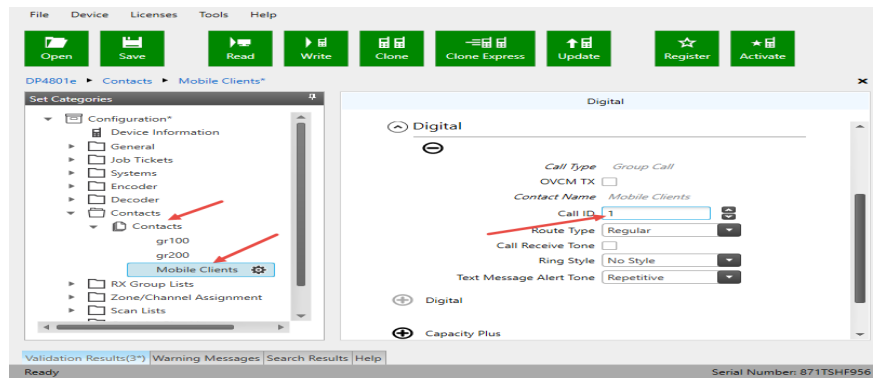 File Device Licenses Tools Help
Open Save Read Write Clone Clone Express Update Register Activate
DP4801e Contacts Mobile Clients*
Set Categories
Configuration*
Device Information
General
Job Tickets
Systems
Encoder
Decoder
Contacts
Contacts
gr100
gr200
Mobile Clients
RX Group Lists
Zone/Channel Assignment
Scan Lists
Digital
Digital
Call Type Group Call
OVCM TX
Contact Name Mobile Clients
Call ID 1
Route Type Regular
Call Receive Tone
Ring Style No Style
Text Message Alert Tone Repetitive
Digital
Capacity Plus
Validation Results(3*) Warning Messages Search Results Help
Ready Serial Number: 871TSHF956